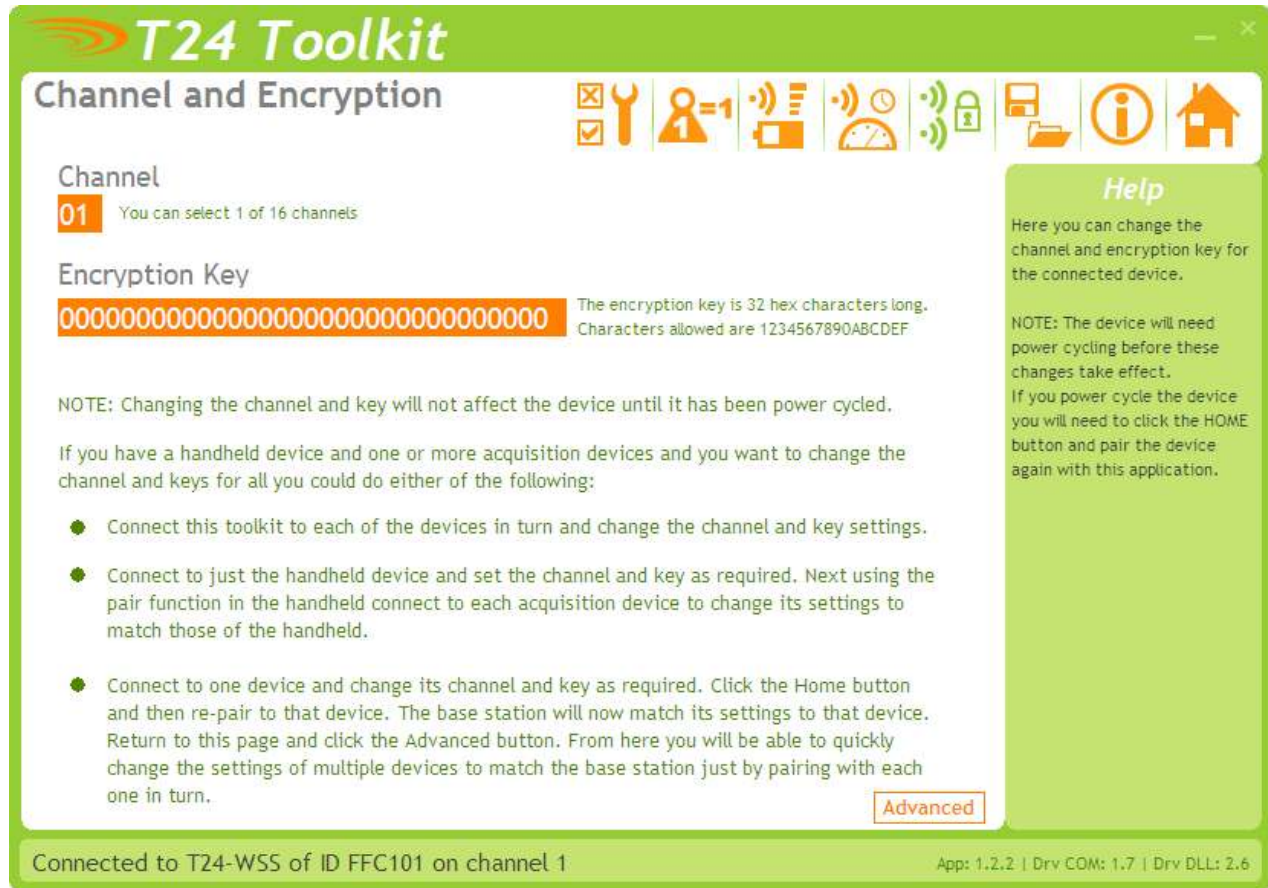 T24 Toolkit
Channel and Encryption
=1
1
Channel
01 You can select 1 of 16 channels
Encryption Key
00000000000000000000000000000000 The encryption key is 32 hex characters long.
Characters allowed are 1234567890ABCDEF
NOTE: Changing the channel and key will not affect the device until it has been power cycled.
If you have a handheld device and one or more acquisition devices and you want to change the
channel and keys for all you could do either of the following:
Connect this toolkit to each of the devices in turn and change the channel and key settings.
Connect to just the handheld device and set the channel and key as required. Next using the
pair function in the handheld connect to each acquisition device to change its settings to
match those of the handheld.
Connect to one device and change its channel and key as required. Click the Home button
and then re-pair to that device. The base station will now match its settings to that device.
Return to this page and click the Advanced button. From here you will be able to quickly
change the settings of multiple devices to match the base station just by pairing with each
one in turn.
Advanced
Help
Here you can change the
channel and encryption key for
the connected device.
NOTE: The device will need
power cycling before these
changes take effect.
If you power cycle the device
you will need to click the HOME
button and pair the device
again with this application.
Connected to T24-WSS of ID FFC101 on channel 1
App: 1.2.2 | Drv COM: 1.7 | Drv DLL: 2.6